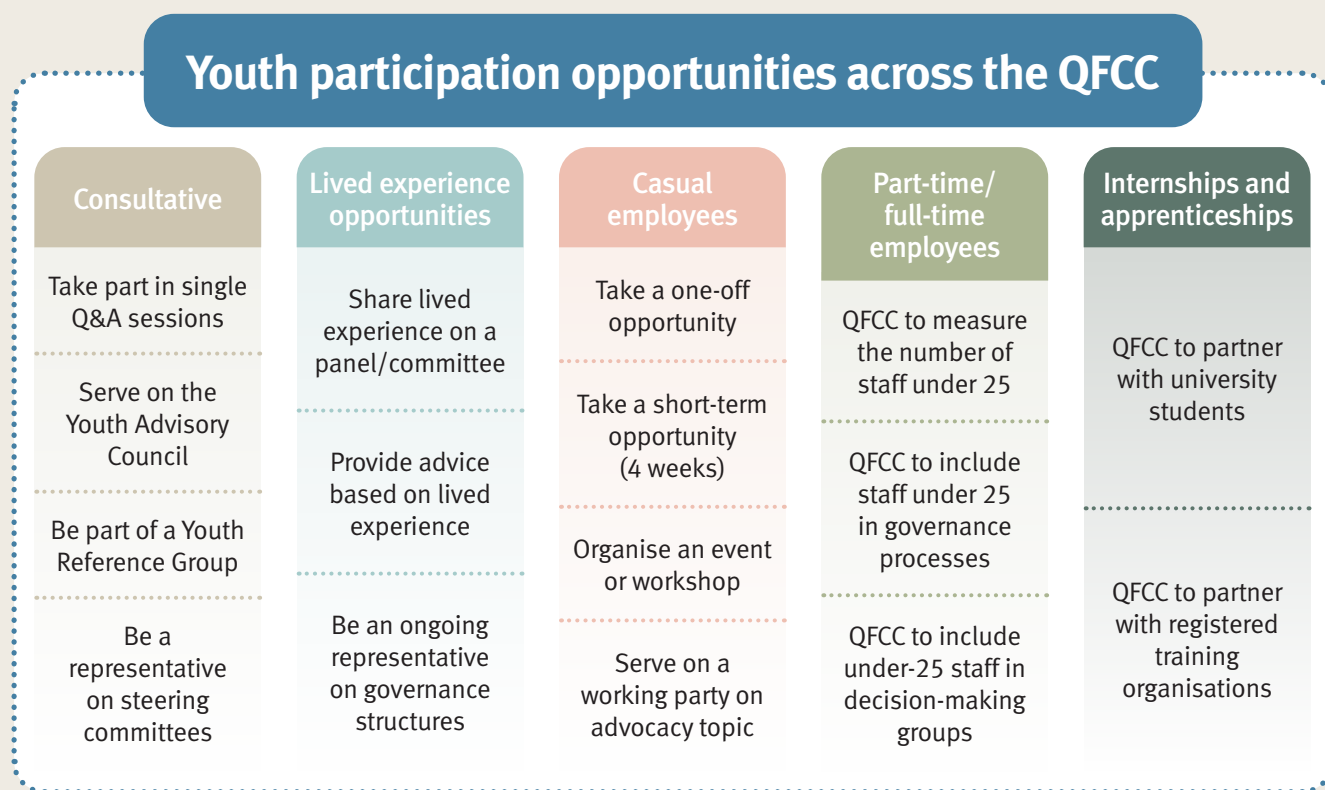 Youth participation opportunities across the QFCC
Consultative
Take part in single
Q&A sessions
Serve on the
Youth Advisory
Council
Be part of a Youth
Reference Group
Be a
representative
on steering
committees
Lived experience
opportunities
Share lived
experience on a
panel/committee
Provide advice
based on lived
experience
Be an ongoing
representative
on governance
structures
Casual
employees
Take a one-off
opportunity
Take a short-term
opportunity
(4 weeks)
Organise an event
or workshop
Serve on a
working party on
advocacy topic
Part-time/
full-time
employees
QFCC to measure
the number of
staff under 25
QFCC to include
staff under 25
in governance
processes
QFCC to include
under-25 staff in
decision-making
groups
Internships and
apprenticeships
QFCC to partner
with university
students
QFCC to partner
with registered
training
organisations